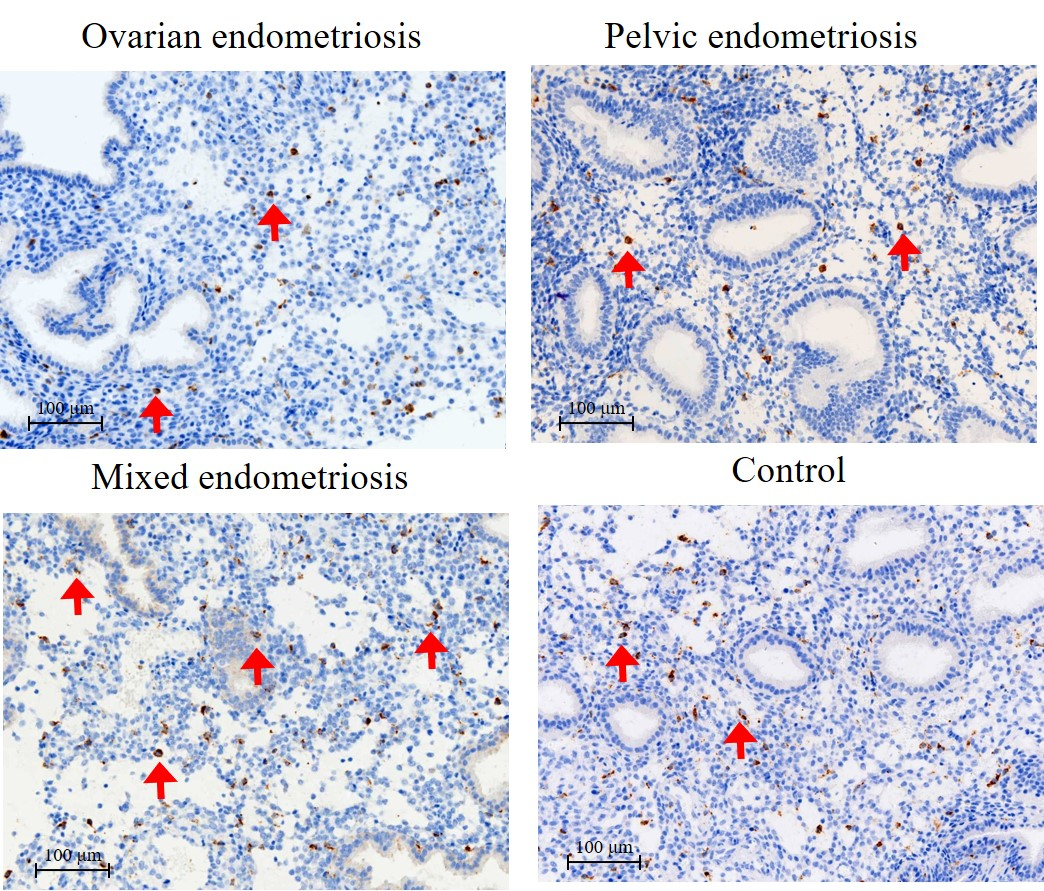 Ovarian endometriosis
Pelvic endometriosis
100 µm
100 µm
Mixed endometriosis
Control
100 µm
100 µm